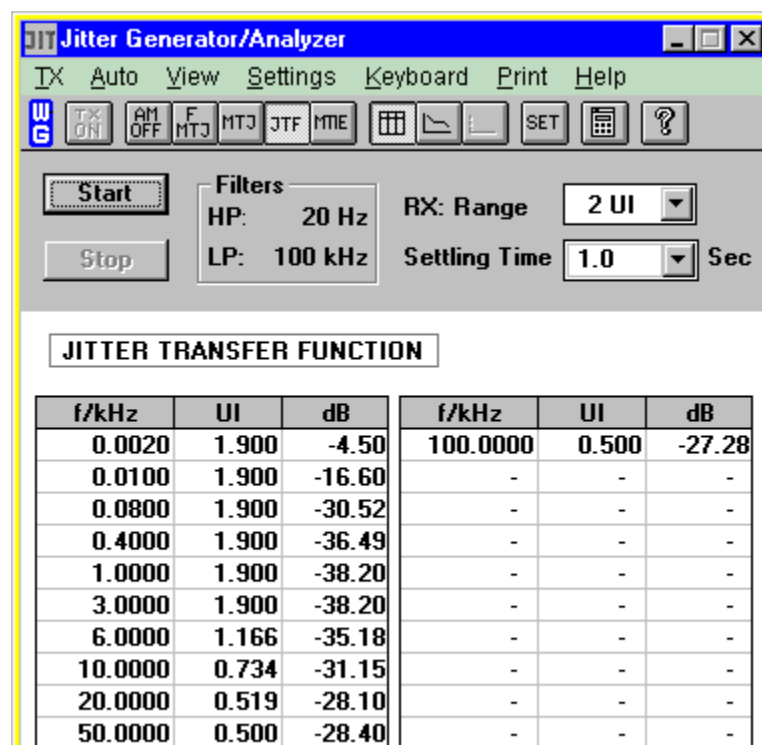 JIT Jitter Generator/Analyzer
TX Auto View Settings Keyboard Print Help
WG TX ON AM OFF F MTJ MTJ JTF MTIE SET ?
Start
Stop
Filters
HP: 20 Hz
LP: 100 kHz
RX: Range 2 UI
Settling Time 1.0 Sec
JITTER TRANSFER FUNCTION
f/kHz UI dB f/kHz UI dB
0.0020 1.900 -4.50 100.0000 0.500 -27.28
0.0100 1.900 -16.60 - - -
0.0800 1.900 -30.52 - - -
0.4000 1.900 -36.49 - - -
1.0000 1.900 -38.20 - - -
3.0000 1.900 -38.20 - - -
6.0000 1.166 -35.18 - - -
10.0000 0.734 -31.15 - - -
20.0000 0.519 -28.10 - - -
50.0000 0.500 -28.40 - - -